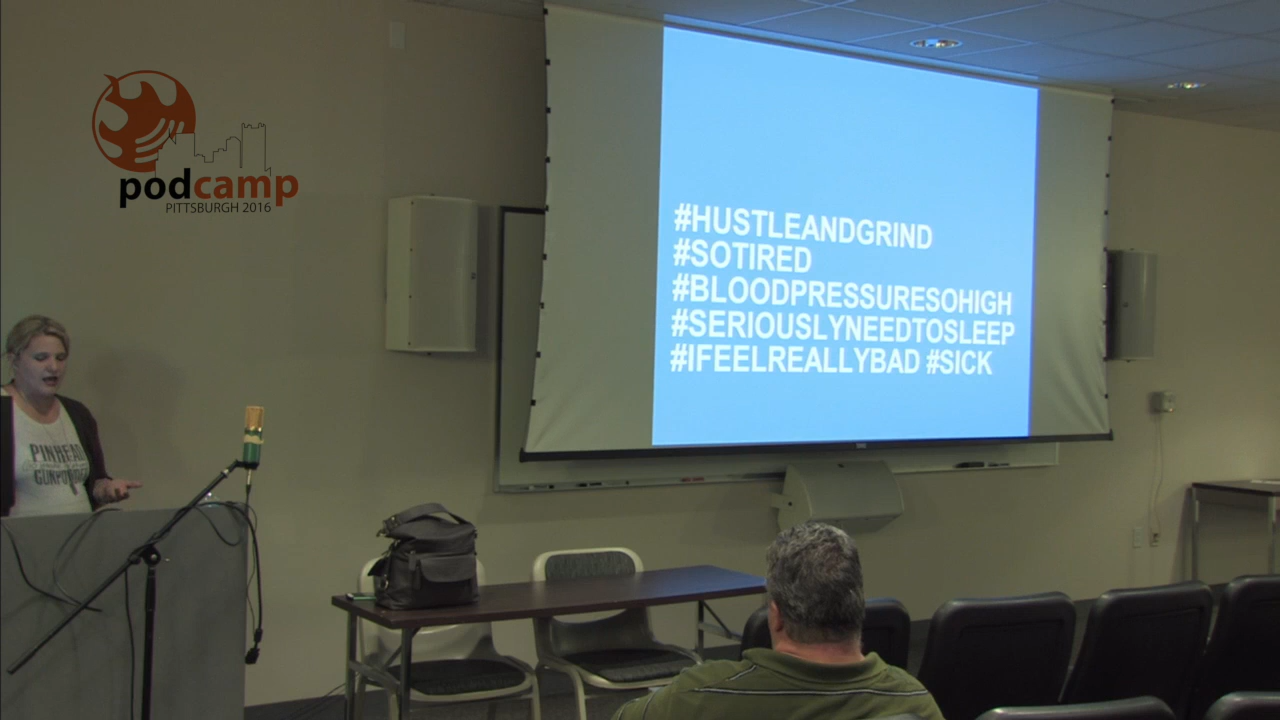 podcamp
PITTSBURGH 2016
#HUSTLEANDGRIND
#SOTIRED
#BLOODPRESSURESOHIGH
#SERIOUSLYNEEDTOSLEEP
#IFEELREALLYBAD #SICK
PINHEAD